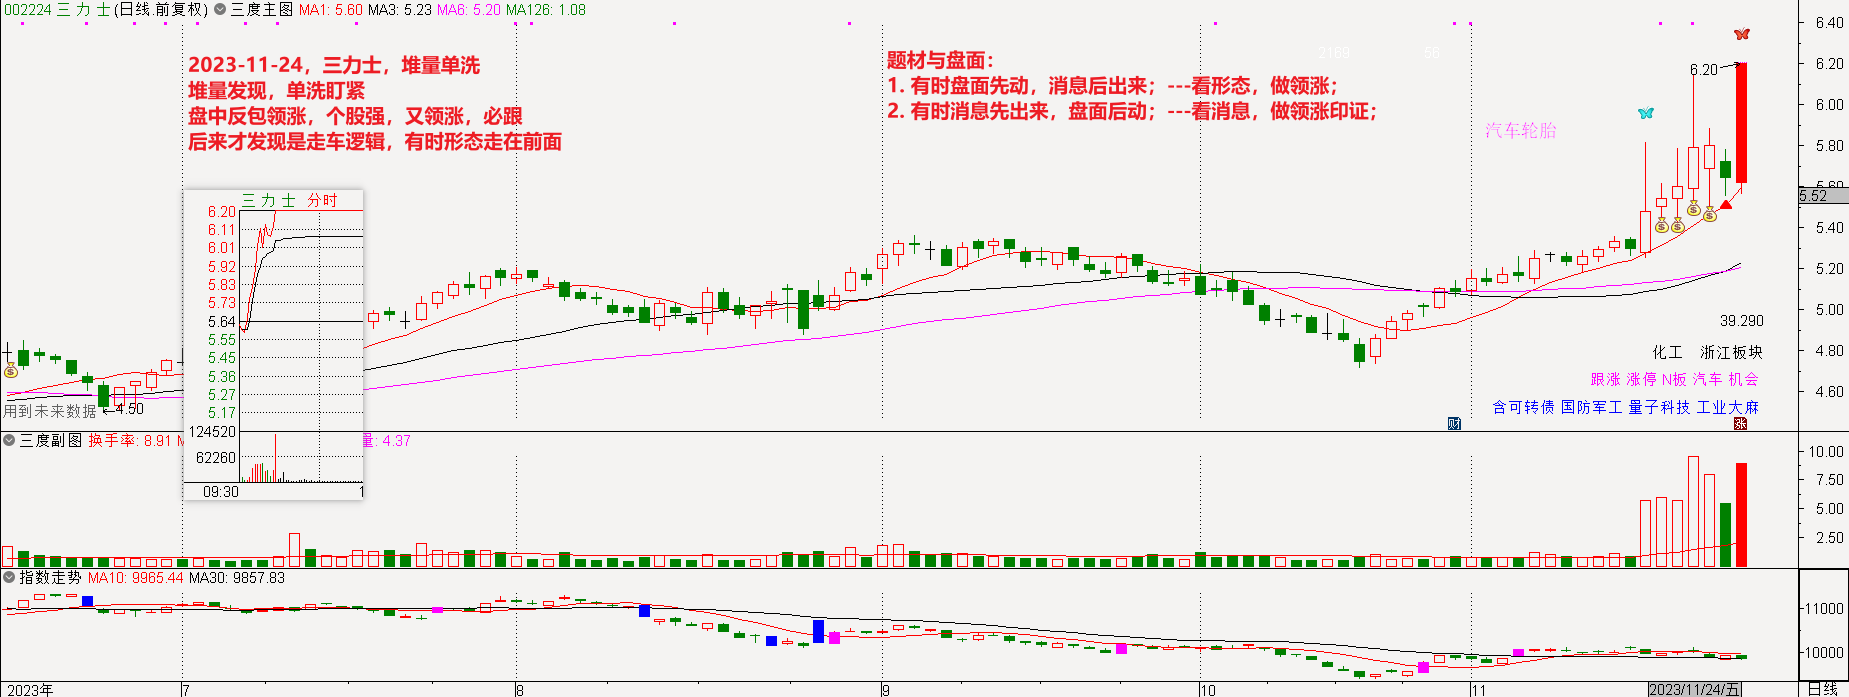 002224 三 力 士(日线.前复权) 三度主图 MA1: 5.60 MA3: 5.23 MA6: 5.20 MA126: 1.08
2023-11-24，三力士，堆量单洗
堆量发现，单洗盯紧
盘中反包领涨，个股强，又领涨，必跟
后来才发现是走车逻辑，有时形态走在前面
题材与盘面：
1. 有时盘面先动，消息后出来；---看形态，做领涨；
2. 有时消息先出来，盘面后动；---看消息，做领涨印证；
2169 56
6.20
汽车轮胎
三 力 士 分时
6.20
6.11
6.01
5.92
5.83
5.73
5.64
5.55
5.45
5.36
5.27
5.17
124520
62260
09:30 1
用到未来数据 ←4.50
39.290
化工 浙江板块
跟涨 涨停 N板 汽车 机会
含可转债 国防军工 量子科技 工业大麻
财
涨
6.40
6.20
6.00
5.80
5.60
5.52
5.40
5.20
5.00
4.80
4.60
三度副图 换手率: 8.91
量: 4.37
10.00
7.50
5.00
2.50
指数走势 MA10: 9965.44 MA30: 9857.83
11000
10000
2023年 7 8 9 10 11 2023/11/24/五 日线